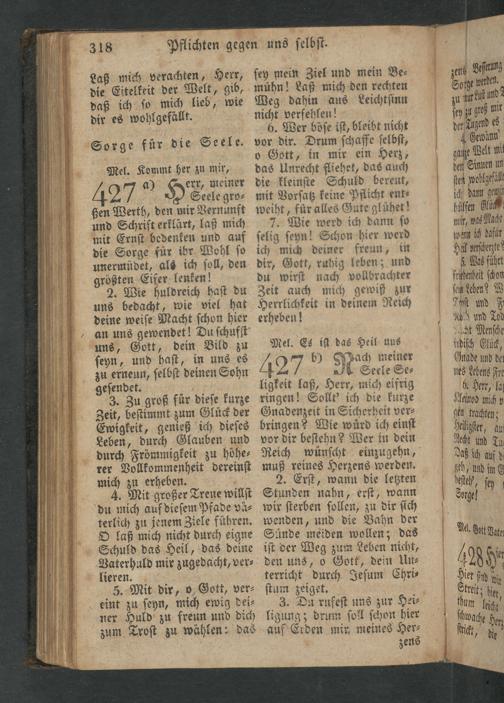 318 Pflichten gegen uns selbst.
Laß mich verachten, Herr,
die Eitelkeit der Welt, gib,
daß ich so mich lieb, wie
dir es wohlgefällt.
Sorge für die Seele.
Mel. Kommt her zu mir,
427 a) Herr, meiner
Seele gro-
ßen Werth, den mir Vernunft
und Schrift erklärt, laß mich
mit Ernst bedenken und auf
die Sorge für ihr Wohl so
unermüdet, als ich soll, den
größten Eifer lenken!
2. Wie huldreich hast du
uns bedacht, wie viel hat
deine weise Macht schon hier
an uns gewendet! Du schufst
uns, Gott, dein Bild zu
seyn, und hast, in uns es
zu erneun, selbst deinen Sohn
gesendet.
3. Zu groß für diese kurze
Zeit, bestimmt zum Glück der
Ewigkeit, genieß ich dieses
Leben, durch Glauben und
durch Frömmigkeit zu höhe-
rer Vollkommenheit dereinst
mich zu erheben.
4. Mit großer Treue willst
du mich auf diesem Pfade vä-
terlich zu jenem Ziele führen.
O laß mich nicht durch eigne
Schuld das Heil, das deine
Vaterhuld mir zugedacht, ver-
lieren.
5. Mit dir, o Gott, ver-
eint zu seyn, mich ewig dei-
ner Huld zu freun und dich
zum Trost zu wählen: das
sey mein Ziel und mein Be-
mühn! Laß mich den rechten
Weg dahin aus Leichtsinn
nicht verfehlen!
6. Wer böse ist, bleibt nicht
vor dir. Drum schaffe selbst,
o Gott, in mir ein Herz,
das Unrecht fliehet, das auch
die kleinste Schuld bereut,
mit Vorsatz keine Pflicht ent-
weiht, für alles Gute glühet!
7. Wie werd ich dann so
selig seyn! Schon hier werd
ich mich deiner freun, in
dir, Gott, ruhig leben; und
du wirst nach vollbrachter
Zeit auch mich gewiß zur
Herrlichkeit in deinem Reich
erheben!
Mel. Es ist das Heil uns
427 b) Nach meiner
Seele Se-
ligkeit laß, Herr, mich eifrig
ringen! Sollt' ich die kurze
Gnadenzeit in Sicherheit ver-
bringen? Wie würd ich einst
vor dir bestehn? Wer in dein
Reich wünscht einzugehn,
muß reines Herzens werden.
2. Erst, wann die letzten
Stunden nahn, erst, wann
wir sterben sollen, zu dir sich
wenden, und die Bahn der
Sünde meiden wollen; das
ist der Weg zum Leben nicht,
den uns, o Gott, dein Un-
terricht durch Jesum Chri-
stum zeiget.
3. Du rufest uns zur Hei-
ligung; drum soll schon hier
auf Erden mir meines Her-
zens